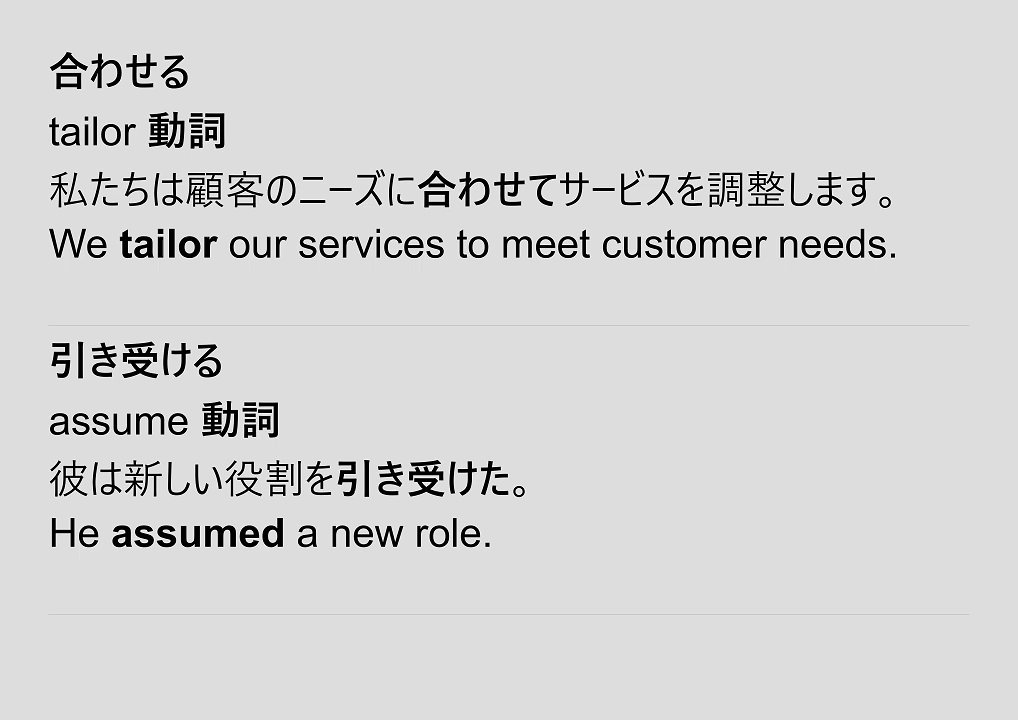 合わせる
tailor 動詞
私たちは顧客のニーズに合わせてサービスを調整します。
We tailor our services to meet customer needs.
引き受ける
assume 動詞
彼は新しい役割を引き受けた。
He assumed a new role.